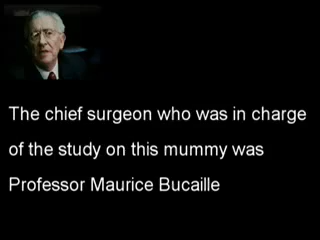 The chief surgeon who was in charge
of the study on this mummy was
Professor Maurice Bucaille